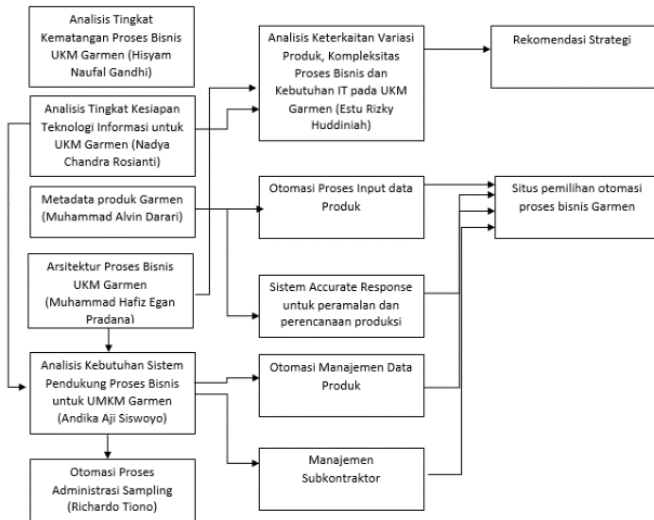 Analisis Tingkat
Kematangan Proses Bisnis
UKM Garmen (Hisyam
Naufal Gandhi)
Analisis Tingkat Kesiapan
Teknologi Informasi untuk
UKM Garmen (Nadya
Chandra Rosianti)
Metadata produk Garmen
(Muhammad Alvin Darari)
Arsitektur Proses Bisnis
UKM Garmen
(Muhammad Hafiz Egan
Pradana)
Analisis Kebutuhan Sistem
Pendukung Proses Bisnis
untuk UMKM Garmen
(Andika Aji Siswoyo)
Otomasi Proses
Administrasi Sampling
(Richardo Tiono)
Analisis Keterkaitan Variasi
Produk, Kompleksitas
Proses Bisnis dan
Kebutuhan IT pada UKM
Garmen (Estu Rizky
Huddiniah)
Otomasi Proses Input data
Produk
Sistem Accurate Response
untuk peramalan dan
perencanaan produksi
Otomasi Manajemen Data
Produk
Manajemen
Subkontraktor
Rekomendasi Strategi
Situs pemilihan otomasi
proses bisnis Garmen